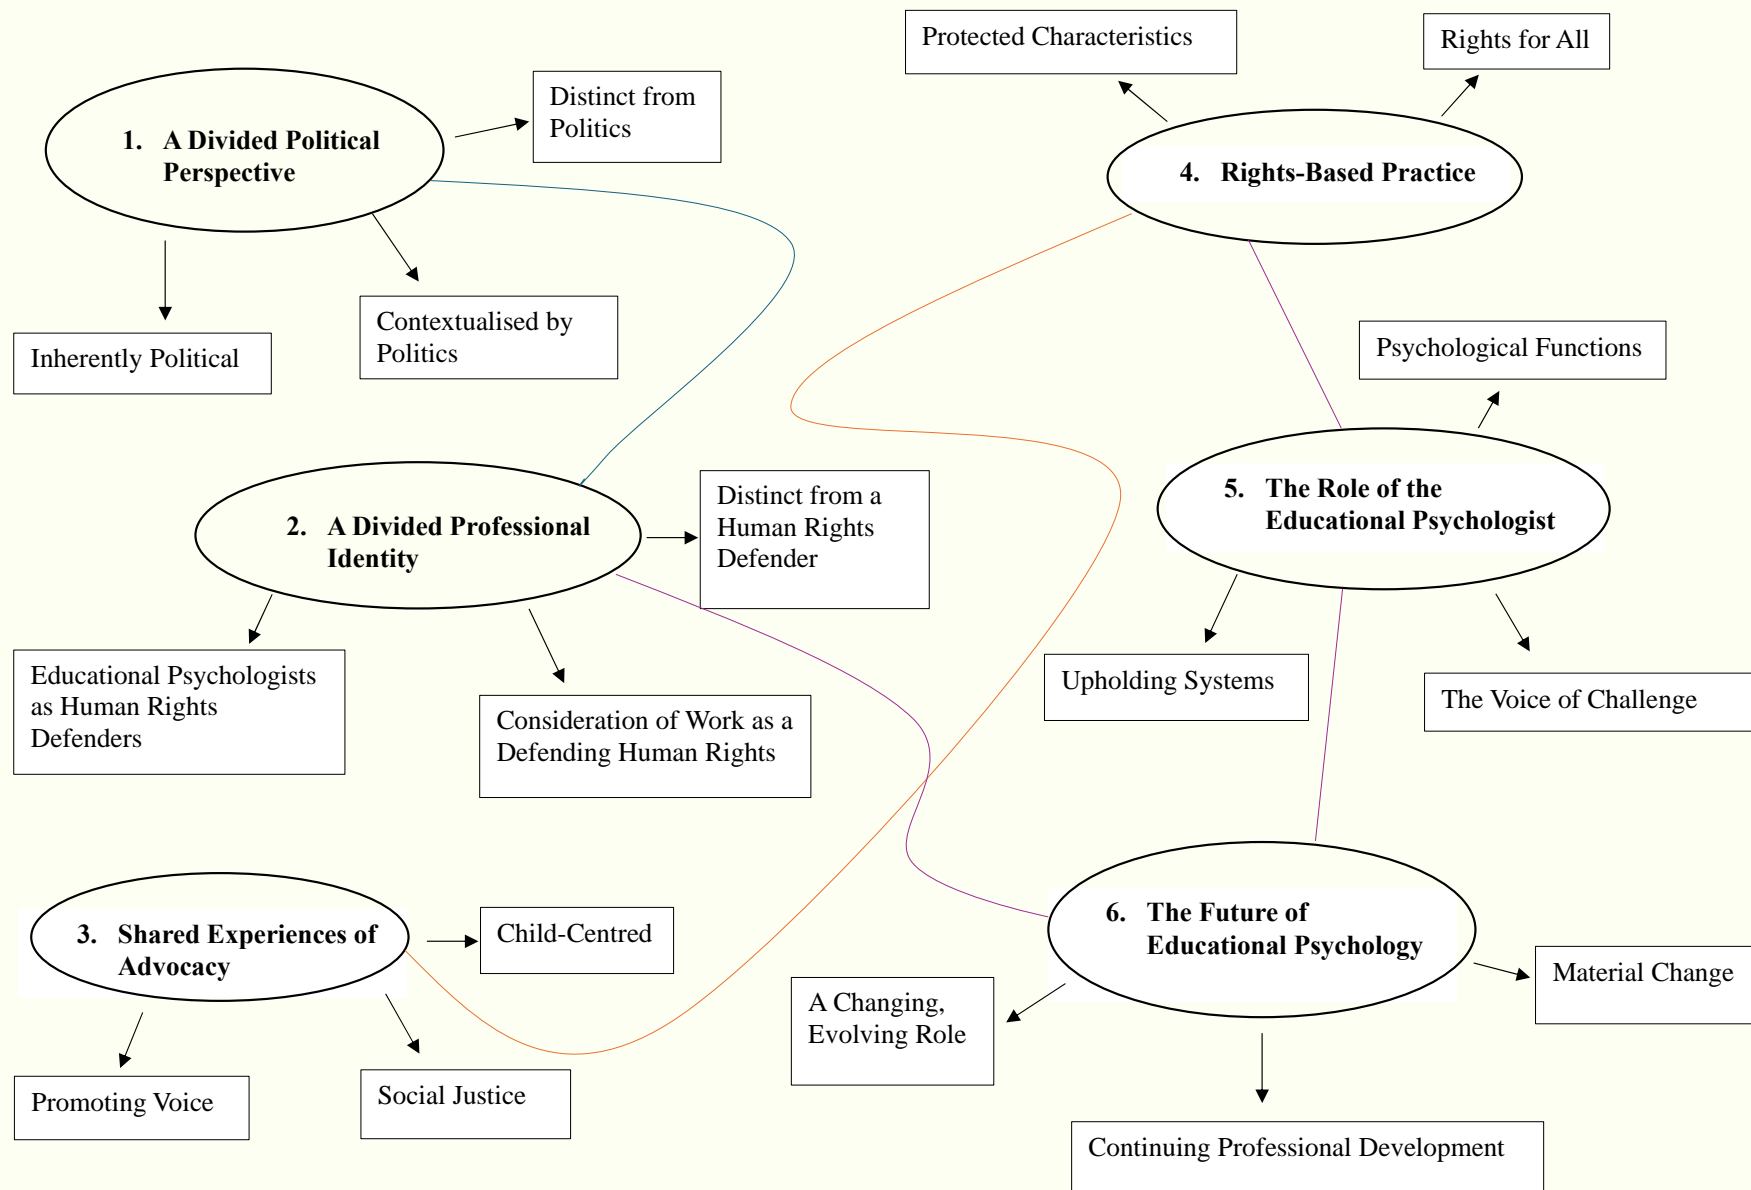 1. A Divided Political
Perspective
Distinct from
Politics
Inherently Political
Contextualised by
Politics
2. A Divided Professional
Identity
Distinct from a
Human Rights
Defender
Educational Psychologists
as Human Rights
Defenders
Consideration of Work as a
Defending Human Rights
3. Shared Experiences of
Advocacy
Child-Centred
Promoting Voice
Social Justice
Protected Characteristics
Rights for All
4. Rights-Based Practice
Psychological Functions
5. The Role of the
Educational Psychologist
Upholding Systems
The Voice of Challenge
6. The Future of
Educational Psychology
Material Change
A Changing,
Evolving Role
Continuing Professional Development